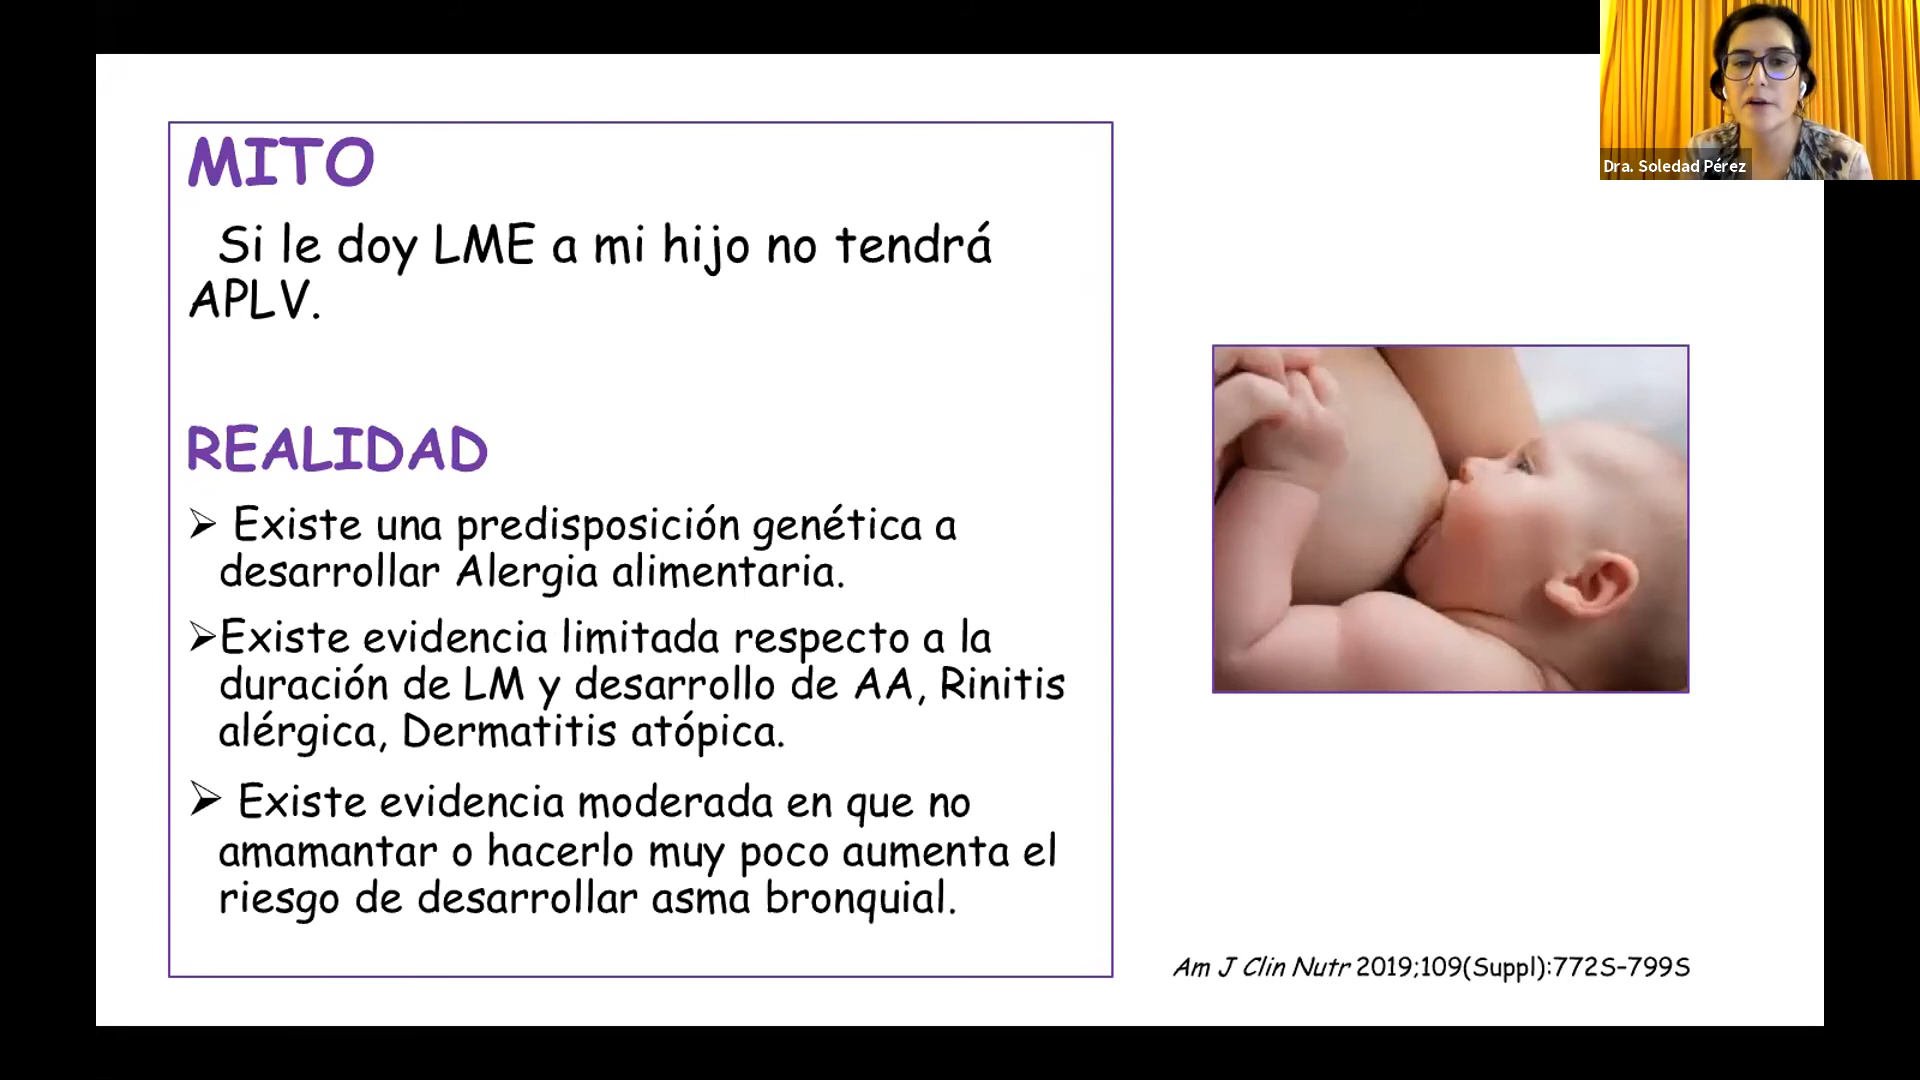 Dra. Soledad Pérez
MITO
Si le doy LME a mi hijo no tendrá
APLV.
REALIDAD
➢ Existe una predisposición genética a
desarrollar Alergia alimentaria.
➢Existe evidencia limitada respecto a la
duración de LM y desarrollo de AA, Rinitis
alérgica, Dermatitis atópica.
➢ Existe evidencia moderada en que no
amamantar o hacerlo muy poco aumenta el
riesgo de desarrollar asma bronquial.
Am J Clin Nutr 2019;109(Suppl):772S–799S